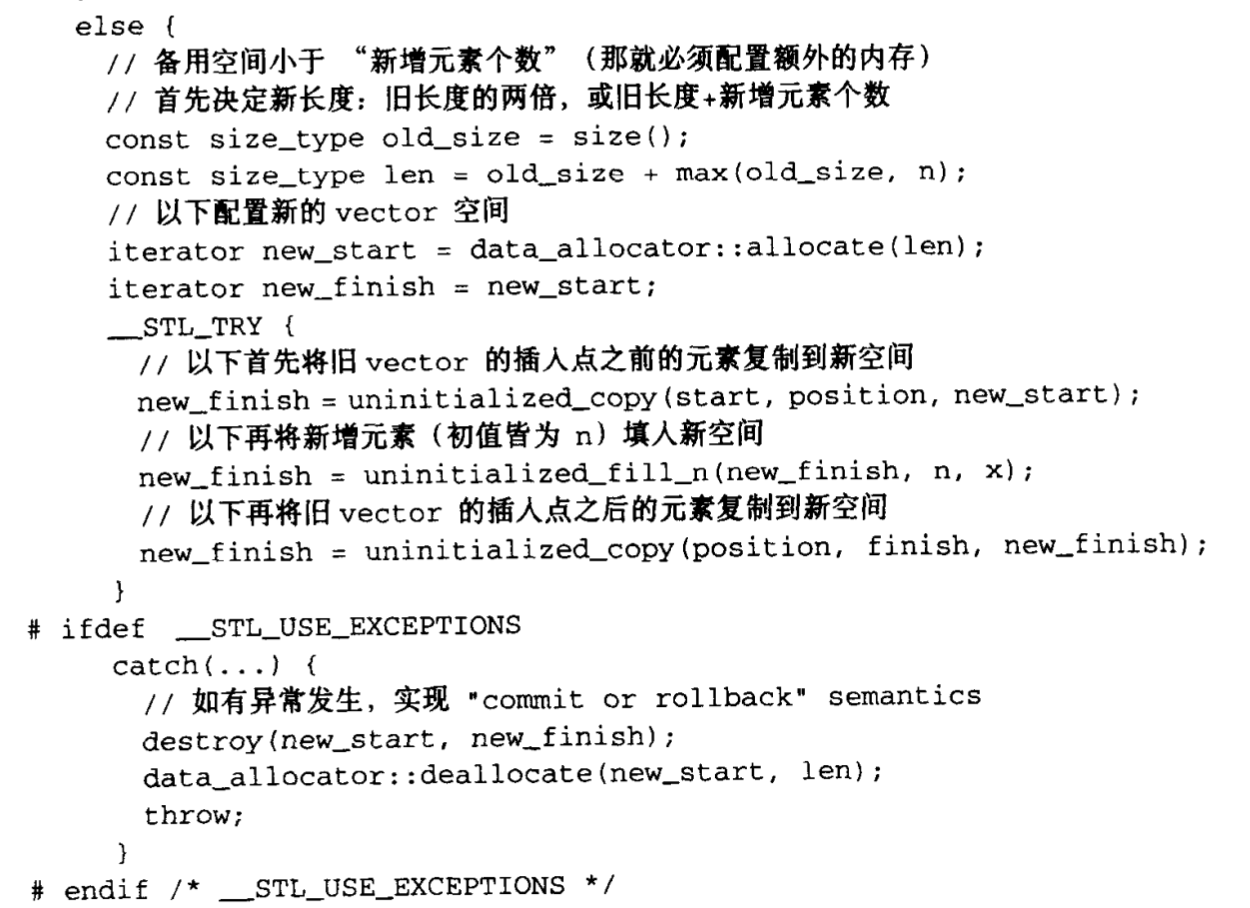 else {
// 备用空间小于 “新增元素个数”（那就必须配置额外的内存）
// 首先决定新长度：旧长度的两倍，或旧长度+新增元素个数
const size_type old_size = size();
const size_type len = old_size + max(old_size, n);
// 以下配置新的 vector 空间
iterator new_start = data_allocator::allocate(len);
iterator new_finish = new_start;
__STL_TRY {
// 以下首先将旧 vector 的插入点之前的元素复制到新空间
new_finish = uninitialized_copy(start, position, new_start);
// 以下再将新增元素（初值皆为 n）填入新空间
new_finish = uninitialized_fill_n(new_finish, n, x);
// 以下再将旧 vector 的插入点之后的元素复制到新空间
new_finish = uninitialized_copy(position, finish, new_finish);
}
# ifdef __STL_USE_EXCEPTIONS
catch(...) {
// 如有异常发生，实现 "commit or rollback" semantics
destroy(new_start, new_finish);
data_allocator::deallocate(new_start, len);
throw;
}
# endif /* __STL_USE_EXCEPTIONS */